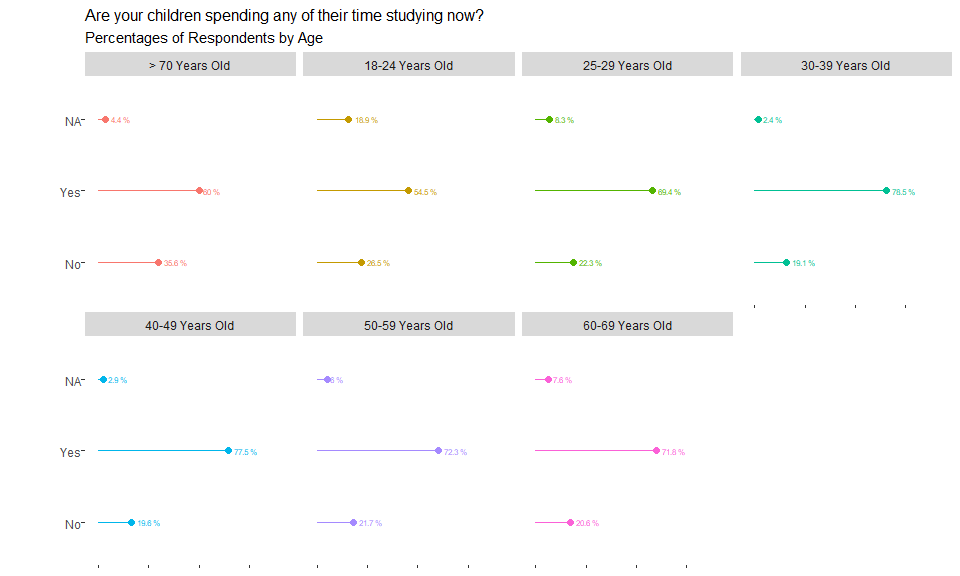 Are your children spending any of their time studying now?
Percentages of Respondents by Age
> 70 Years Old 18-24 Years Old 25-29 Years Old 30-39 Years Old
NA 4.4 % 18.9 % 8.3 % 2.4 %
Yes 60 % 54.5 % 69.4 % 78.5 %
No 35.6 % 26.5 % 22.3 % 19.1 %
40-49 Years Old 50-59 Years Old 60-69 Years Old
NA 2.9 % 6 % 7.6 %
Yes 77.5 % 72.3 % 71.8 %
No 19.6 % 21.7 % 20.6 %